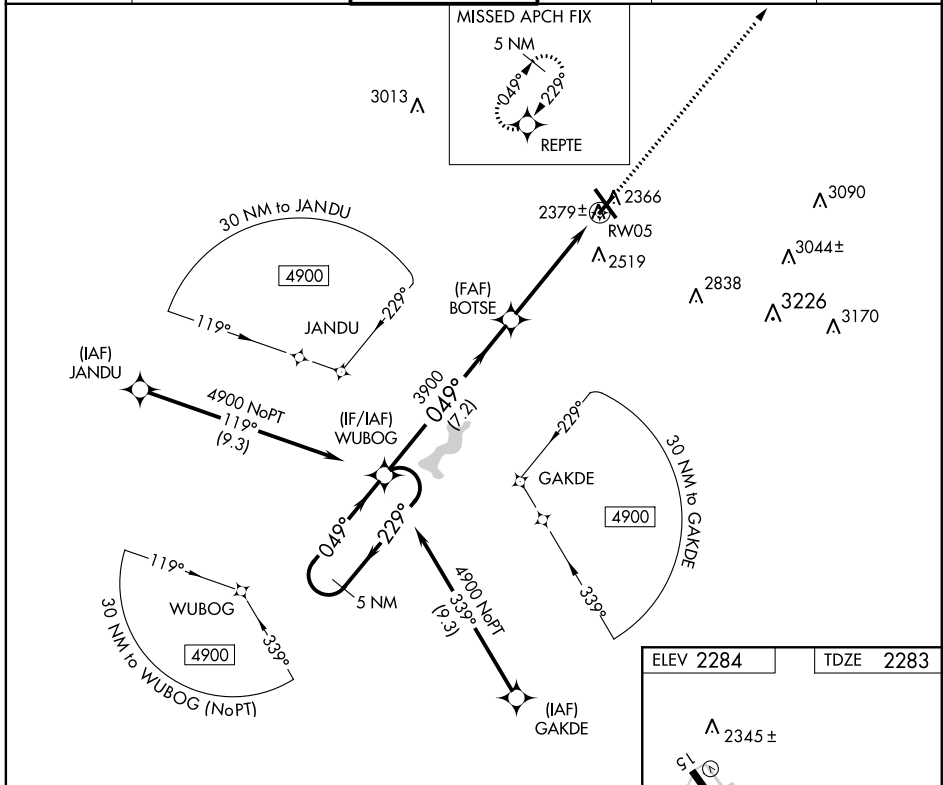 MISSED APCH FIX
5 NM
049°
229°
REPTE
3013
2366
2379±
RW05
2519
3090
3044±
2838
3226
3170
30 NM to JANDU
4900
119°
229°
JANDU
(FAF)
BOTSE
(IAF)
JANDU
4900 NoPT
119°
(9.3)
(IF/IAF)
WUBOG
3900
049°
(7.2)
229°
GAKDE
4900
339°
30 NM to GAKDE
049°
229°
5 NM
119°
WUBOG
339°
4900
30 NM to WUBOG (NoPT)
4900 NoPT
339°
(9.3)
(IAF)
GAKDE
ELEV 2284
TDZE 2283
2345±
15
V